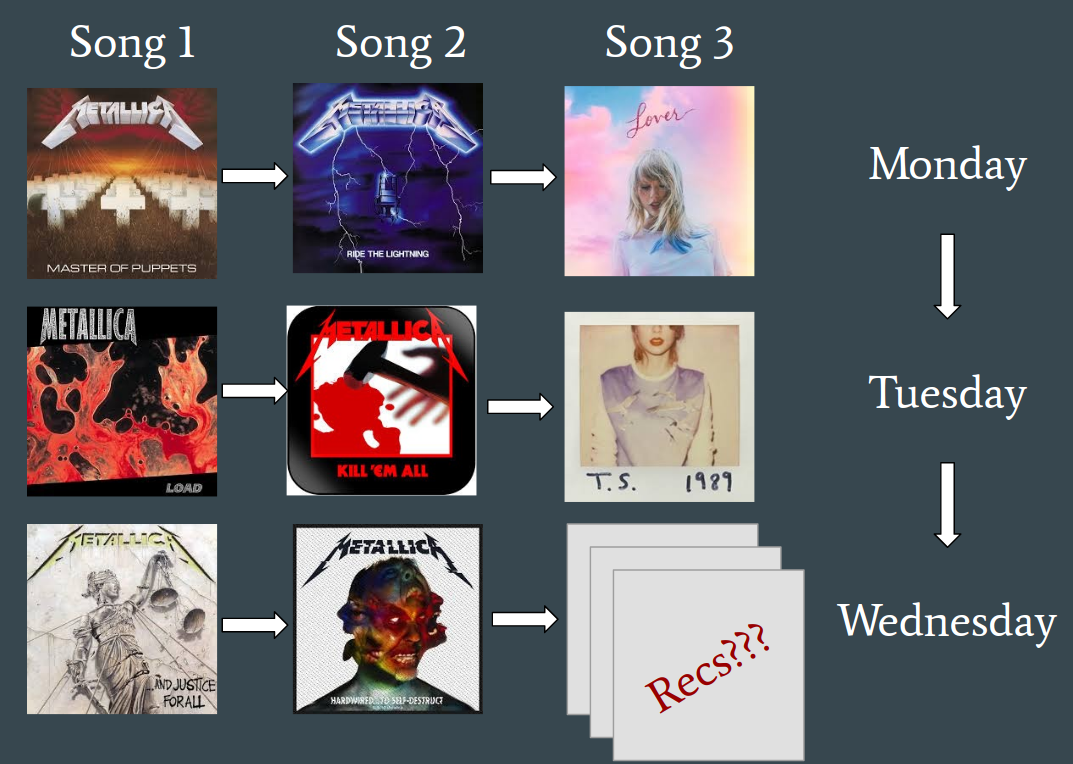 Song 1 Song 2 Song 3
METALLICA
MASTER OF PUPPETS
METALLICA
RIDE THE LIGHTNING
Lover
Monday
METALLICA
LOAD
METALLICA
KILL 'EM ALL
T.S. 1989
Tuesday
METALLICA
...AND JUSTICE
FOR ALL
METALLICA
HARDWIRED...TO SELF-DESTRUCT
Recs???
Wednesday